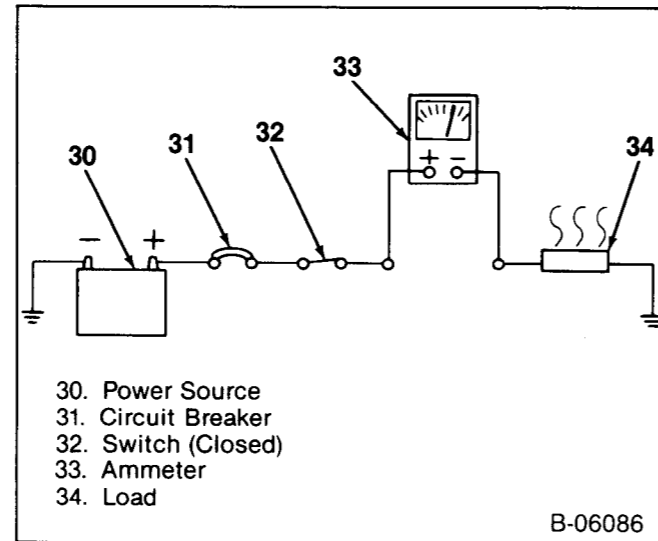 33
30
31
32
34
- +
+ -
30. Power Source
31. Circuit Breaker
32. Switch (Closed)
33. Ammeter
34. Load
B-06086